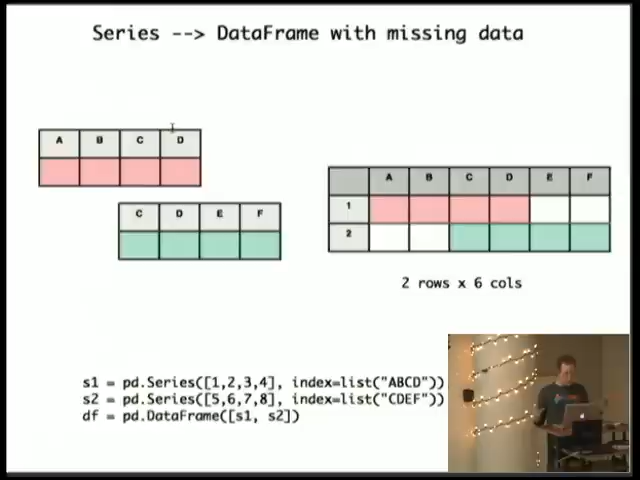 Series --> DataFrame with missing data
A B C D
C D E F
A B C D E F
1
2
2 rows x 6 cols
s1 = pd.Series([1,2,3,4], index=list("ABCD"))
s2 = pd.Series([5,6,7,8], index=list("CDEF"))
df = pd.DataFrame([s1, s2])